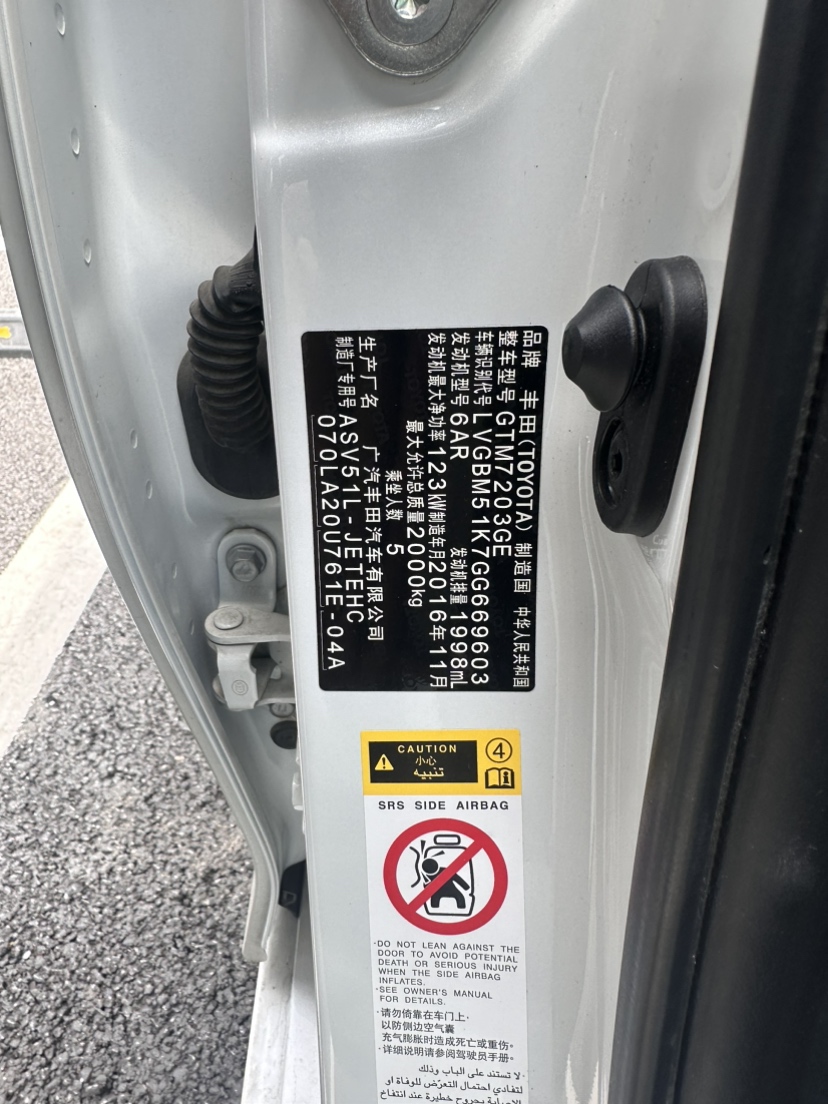 品牌 丰田(TOYOTA) 制造国 中华人民共和国
整车型号 GTM7203GE
车辆识别代号 LVGBM51K7GG669603
发动机型号 6AR 发动机排量 1998mL
发动机最大净功率 123kW 制造年月 2016年11月
最大允许总质量 2000kg
乘坐人数 5
生产厂名 广汽丰田汽车有限公司
制造厂专用号 ASV51L-JETEHC
070LA20U761E-04A
CAUTION
小心
تنبيه
4
SRS SIDE AIRBAG
·DO NOT LEAN AGAINST THE
DOOR TO AVOID POTENTIAL
DEATH OR SERIOUS INJURY
WHEN THE SIDE AIRBAG
INFLATES.
·SEE OWNER'S MANUAL
FOR DETAILS.
·请勿倚靠在车门上·
以防侧边空气囊
充气膨胀时造成死亡或重伤。
·详细说明请参阅驾驶员手册。
·لا تستند على الباب وذلك
لتفادي احتمال التعرّض للوفاة او
الاصابة بجروح خطيرة عند انتفاخ